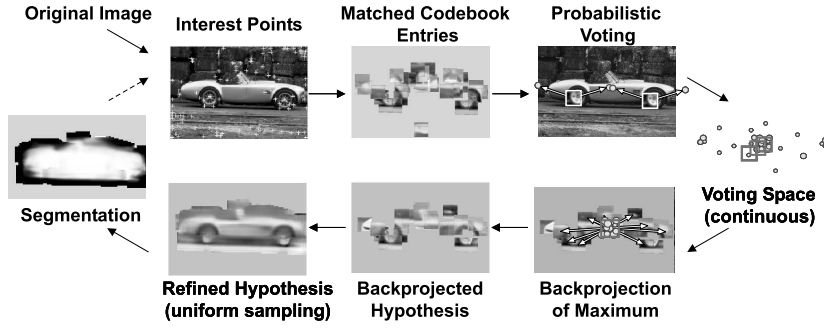 Original Image
Interest Points
Matched Codebook
Entries
Probabilistic
Voting
Voting Space
(continuous)
Segmentation
Refined Hypothesis
(uniform sampling)
Backprojected
Hypothesis
Backprojection
of Maximum